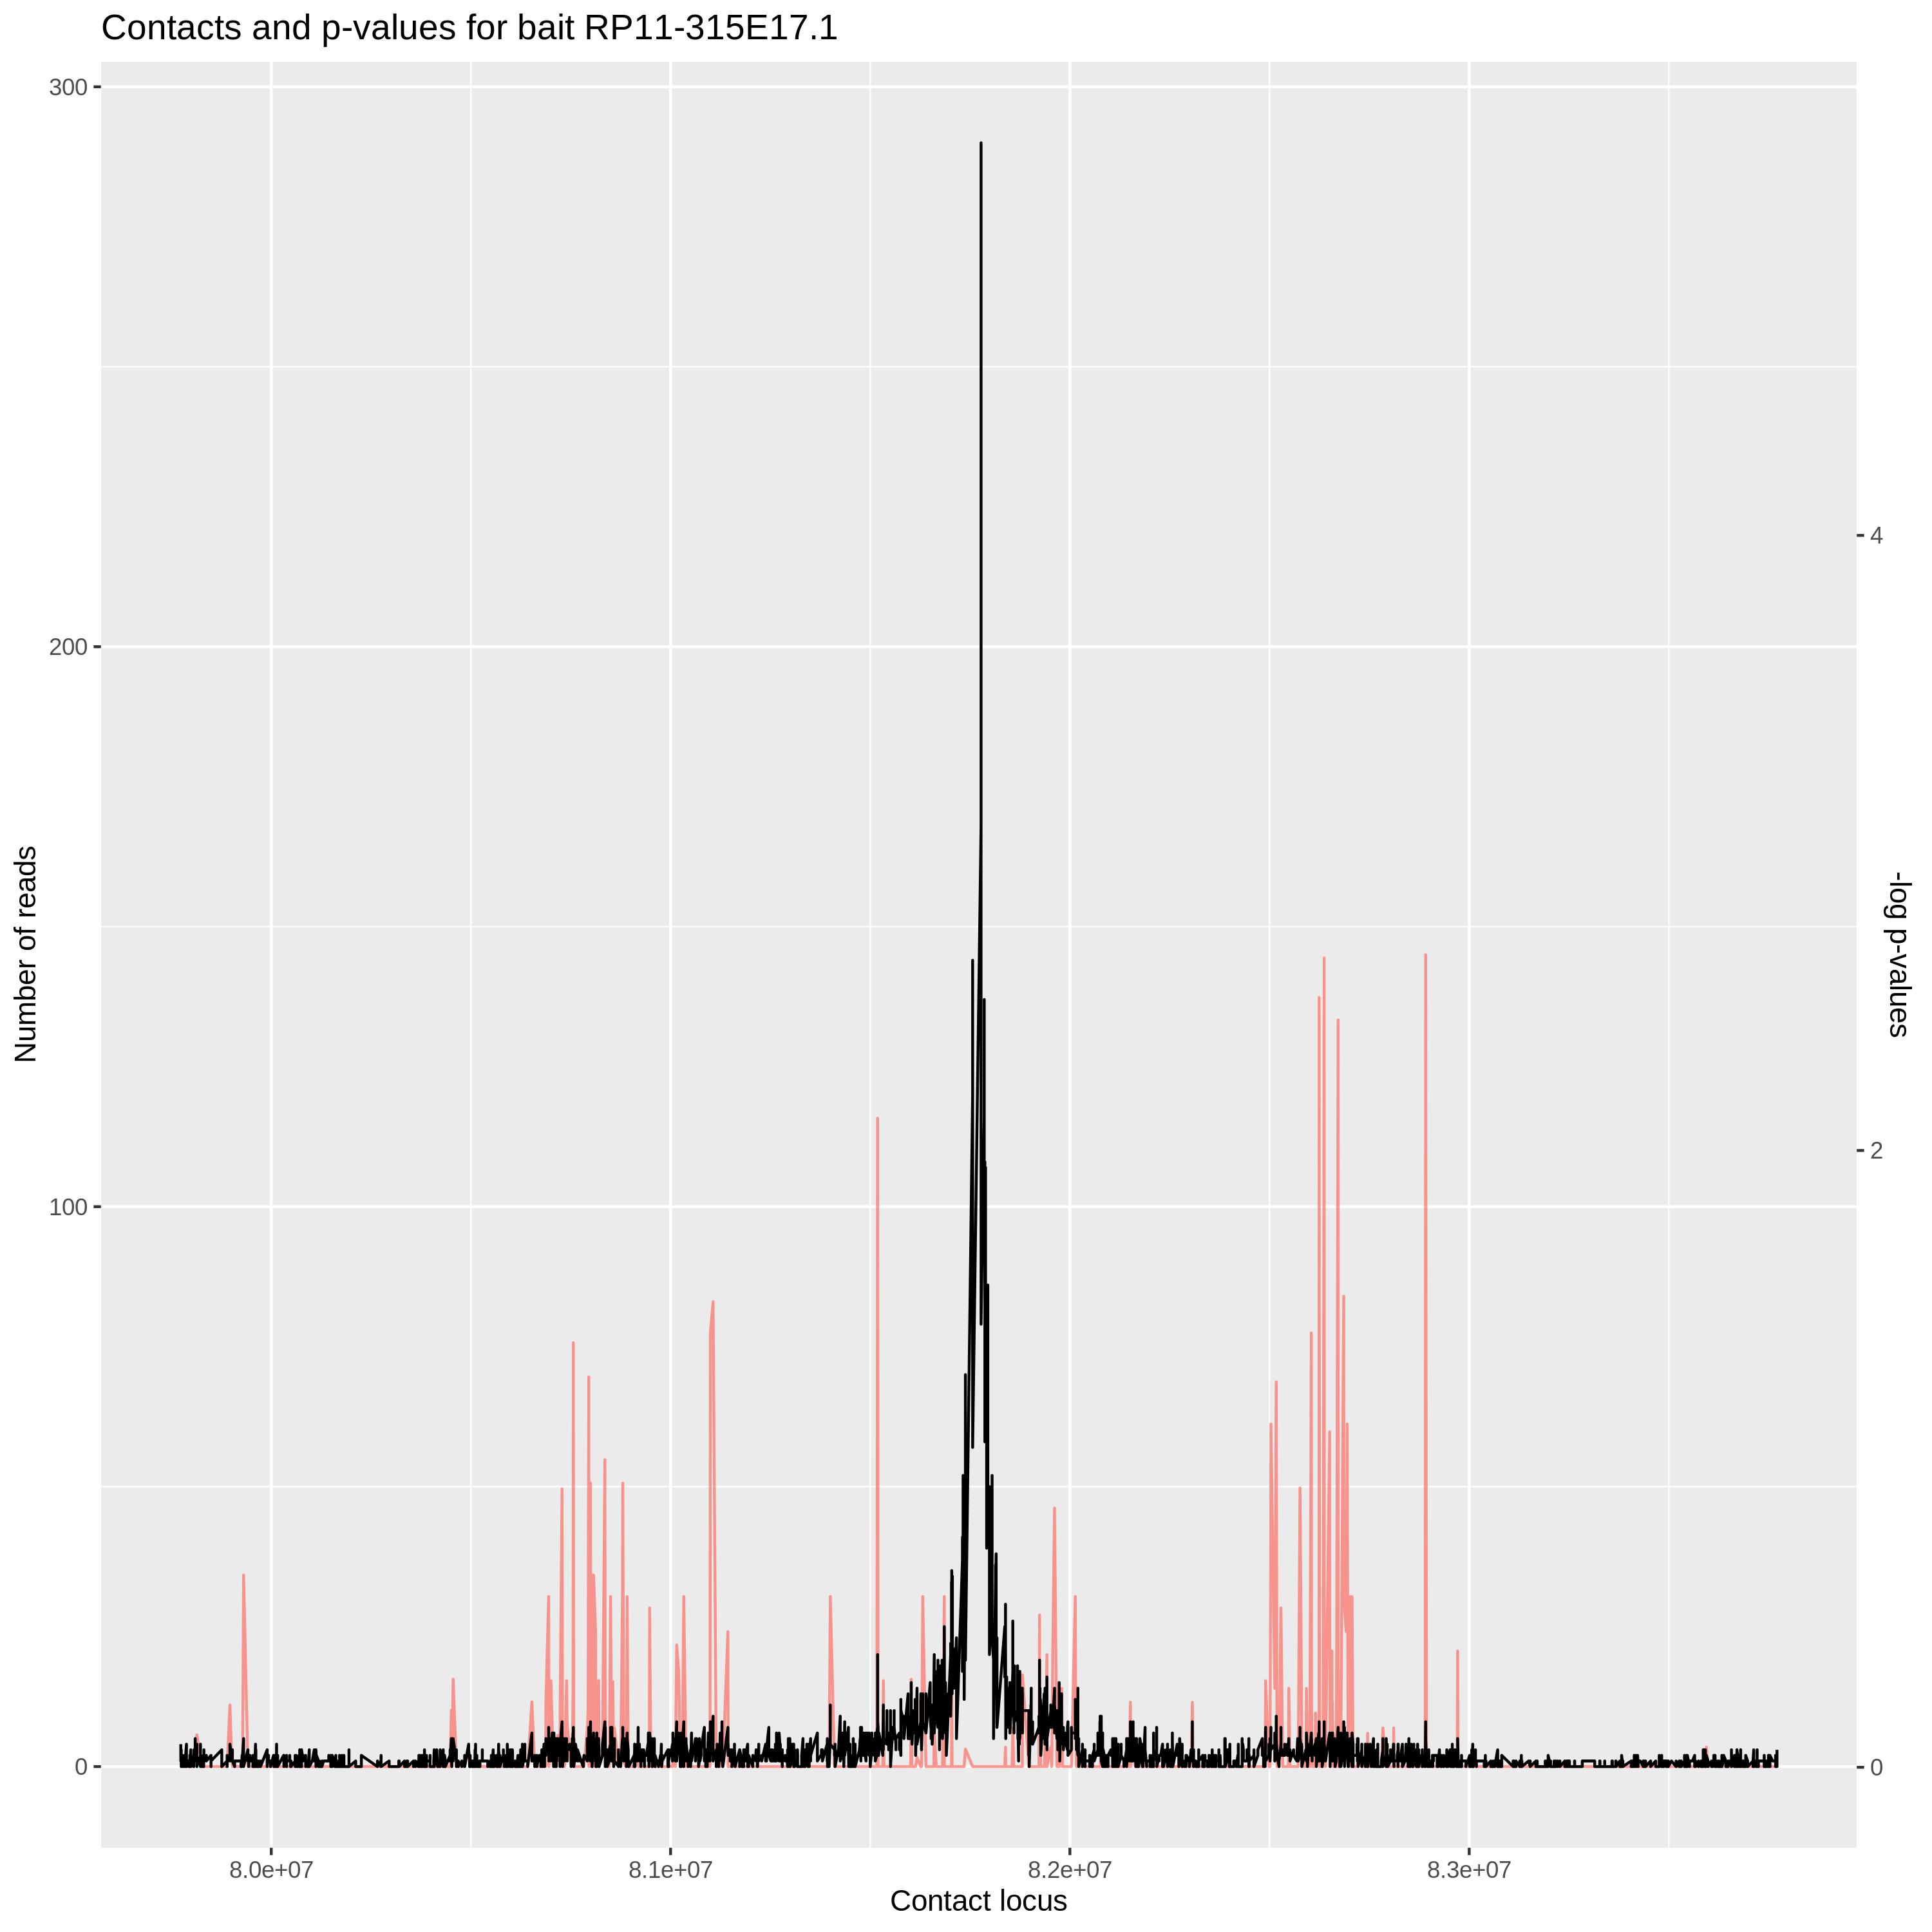 Contacts and p-values for bait RP11-315E17.1
300
200
100
0
Number of reads
4
2
0
-log p-values
8.0e+07
8.1e+07
8.2e+07
8.3e+07
Contact locus